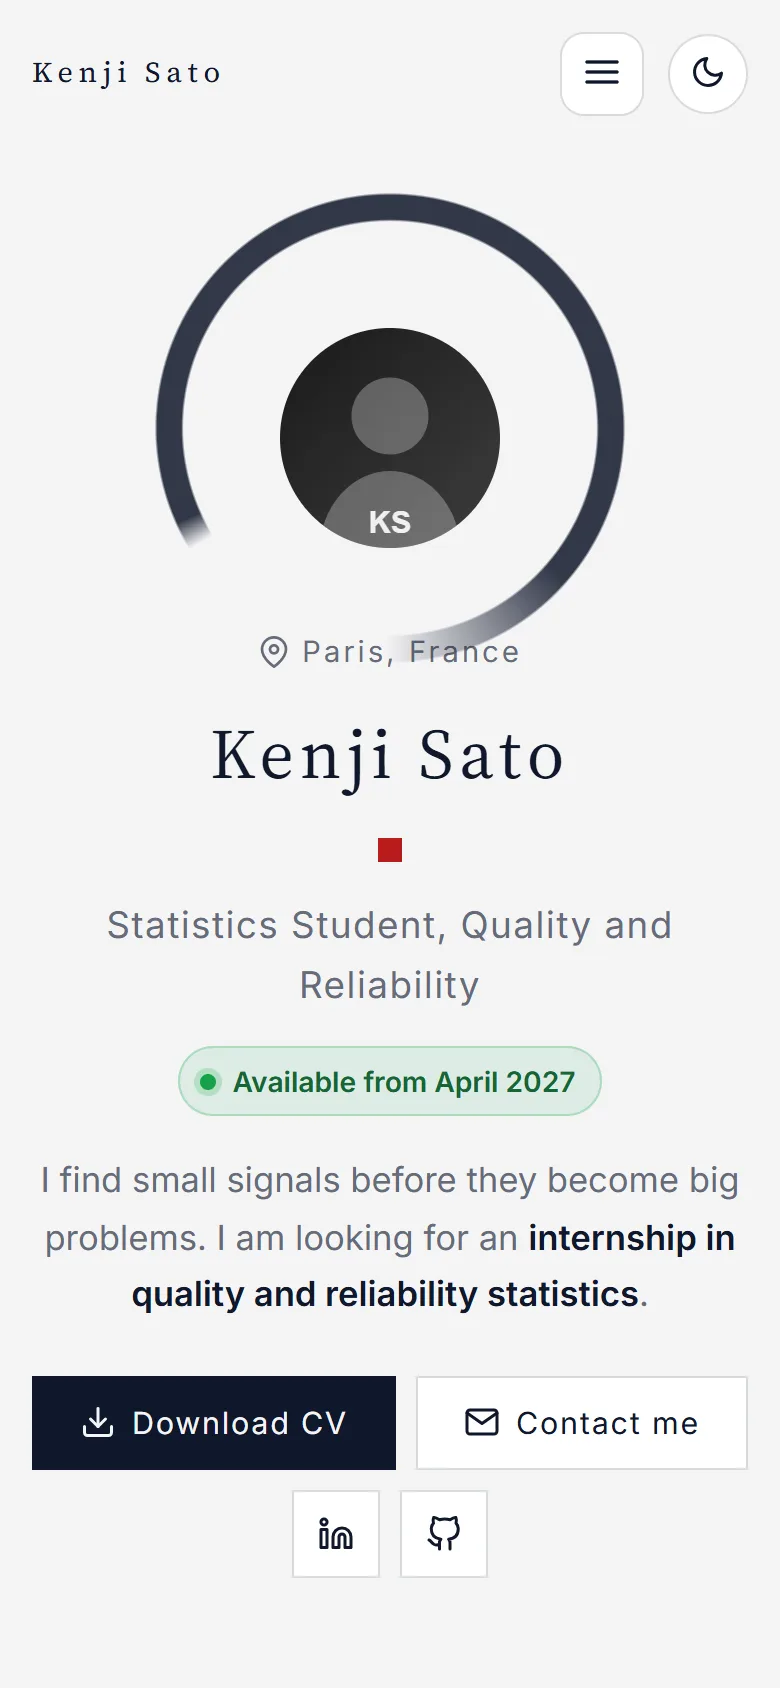 Kenji Sato
KS
Paris, France
Kenji Sato
Statistics Student, Quality and
Reliability
Available from April 2027
I find small signals before they become big
problems. I am looking for an internship in
quality and reliability statistics.
Download CV
Contact me
in